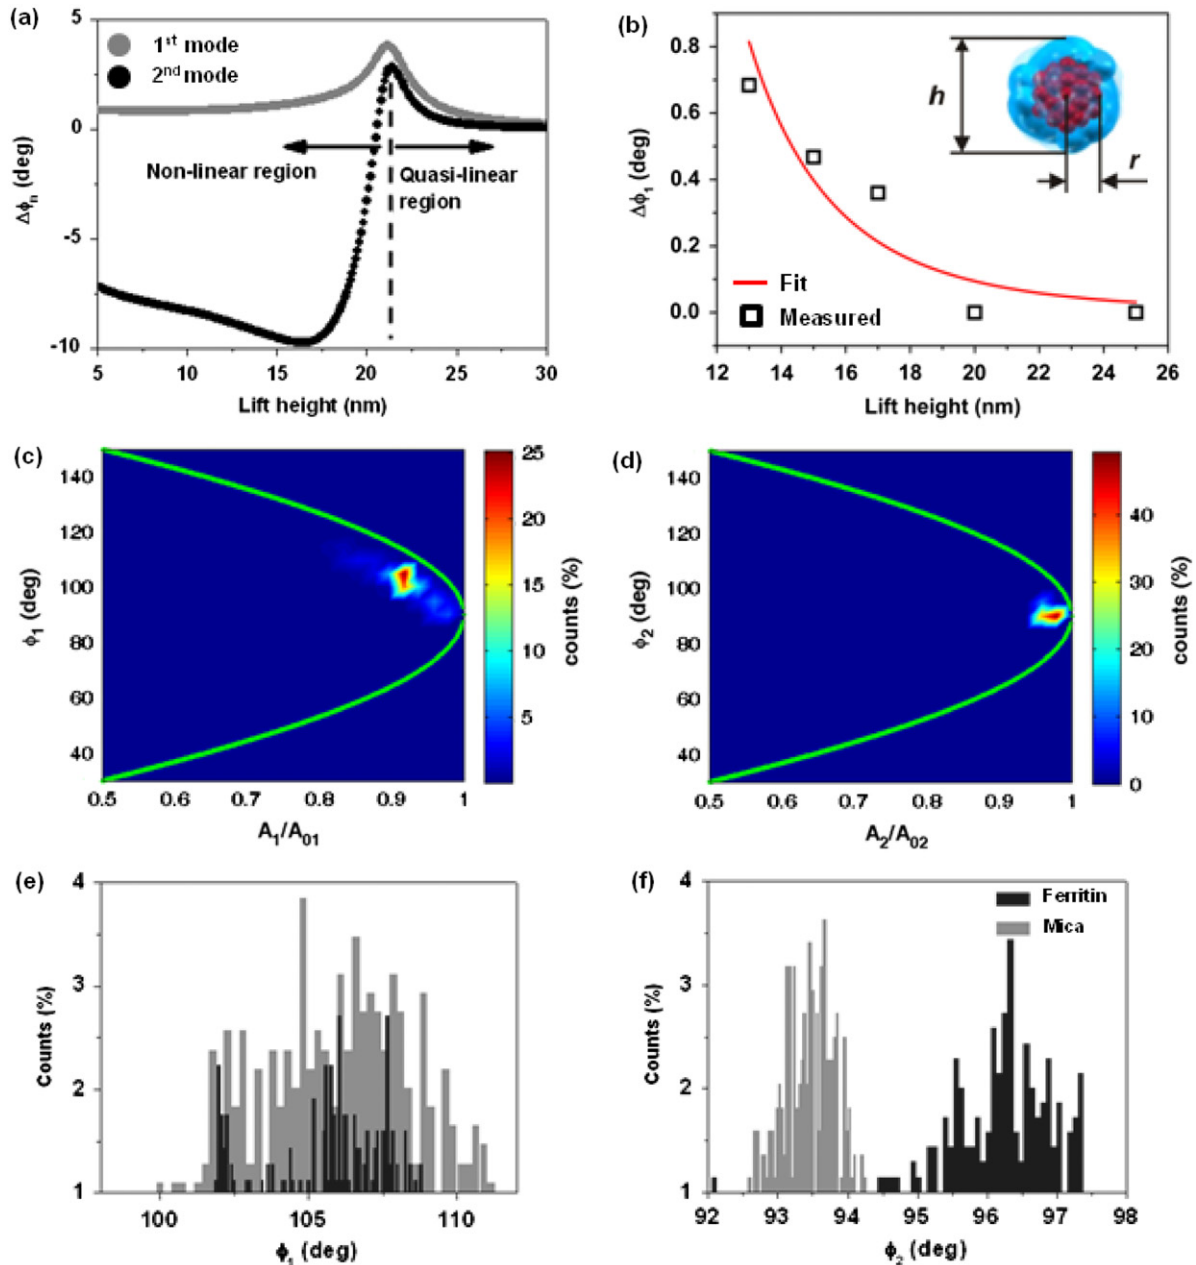 (a)
5
0
-5
-10
Δϕn (deg)
1st mode
2nd mode
Non-linear region
Quasi-linear
region
5 10 15 20 25 30
Lift height (nm)
(b)
0.8
0.6
0.4
0.2
0.0
Δϕ1 (deg)
h
r
Fit
Measured
12 14 16 18 20 22 24 26
Lift height (nm)
(c)
140
120
100
80
60
40
ϕ1 (deg)
0.5 0.6 0.7 0.8 0.9 1
A1/A01
25
20
15
10
5
counts (%)
(d)
140
120
100
80
60
40
ϕ2 (deg)
0.5 0.6 0.7 0.8 0.9 1
A2/A02
40
30
20
10
0
counts (%)
(e)
4
3
2
1
Counts (%)
100 105 110
ϕ1 (deg)
(f)
4
3
2
1
Counts (%)
Ferritin
Mica
92 93 94 95 96 97 98
ϕ2 (deg)